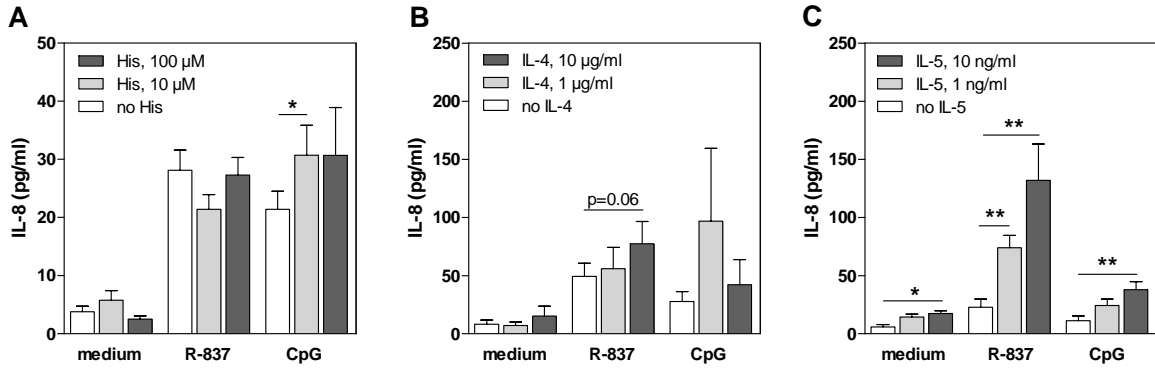 A
IL-8 (pg/ml)
50
40
30
20
10
0
His, 100 µM
His, 10 µM
no His
*
medium
R-837
CpG
B
IL-8 (pg/ml)
250
200
150
100
50
0
IL-4, 10 µg/ml
IL-4, 1 µg/ml
no IL-4
p=0.06
medium
R-837
CpG
C
IL-8 (pg/ml)
250
200
150
100
50
0
IL-5, 10 ng/ml
IL-5, 1 ng/ml
no IL-5
*
**
**
**
medium
R-837
CpG